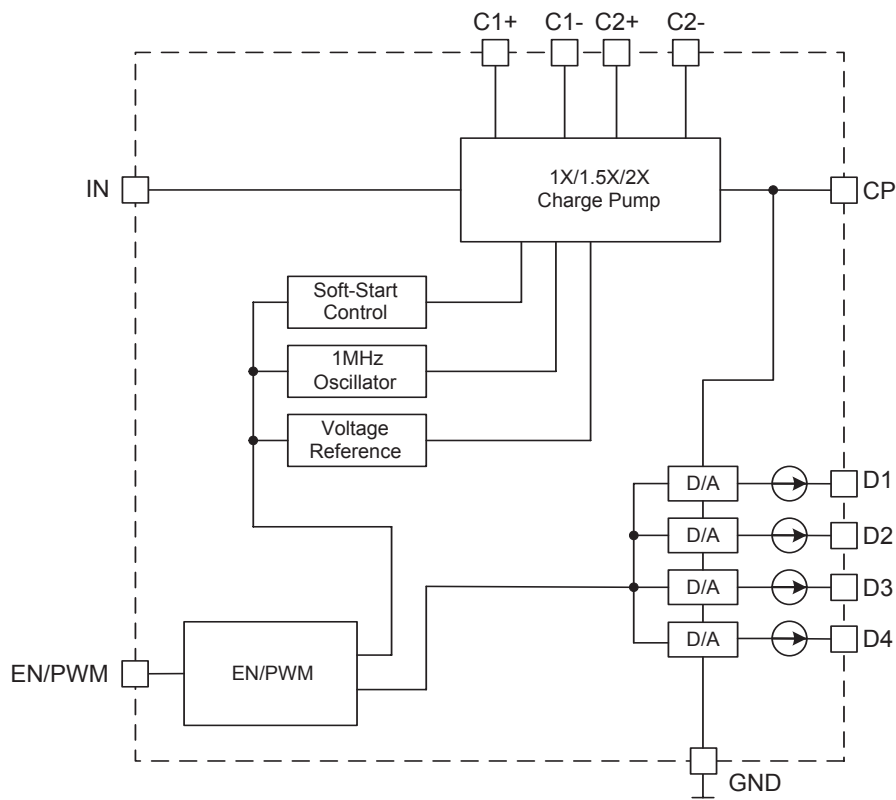 C1+ C1- C2+ C2-
IN
1X/1.5X/2X
Charge Pump
CP
Soft-Start
Control
1MHz
Oscillator
Voltage
Reference
D/A D1
D/A D2
D/A D3
D/A D4
EN/PWM
EN/PWM
GND